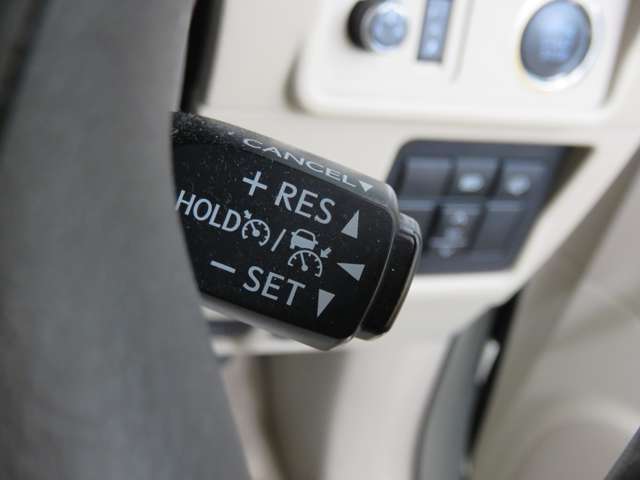 CANCEL▼
+ RES ▲
HOLD / ◀
− SET ▼